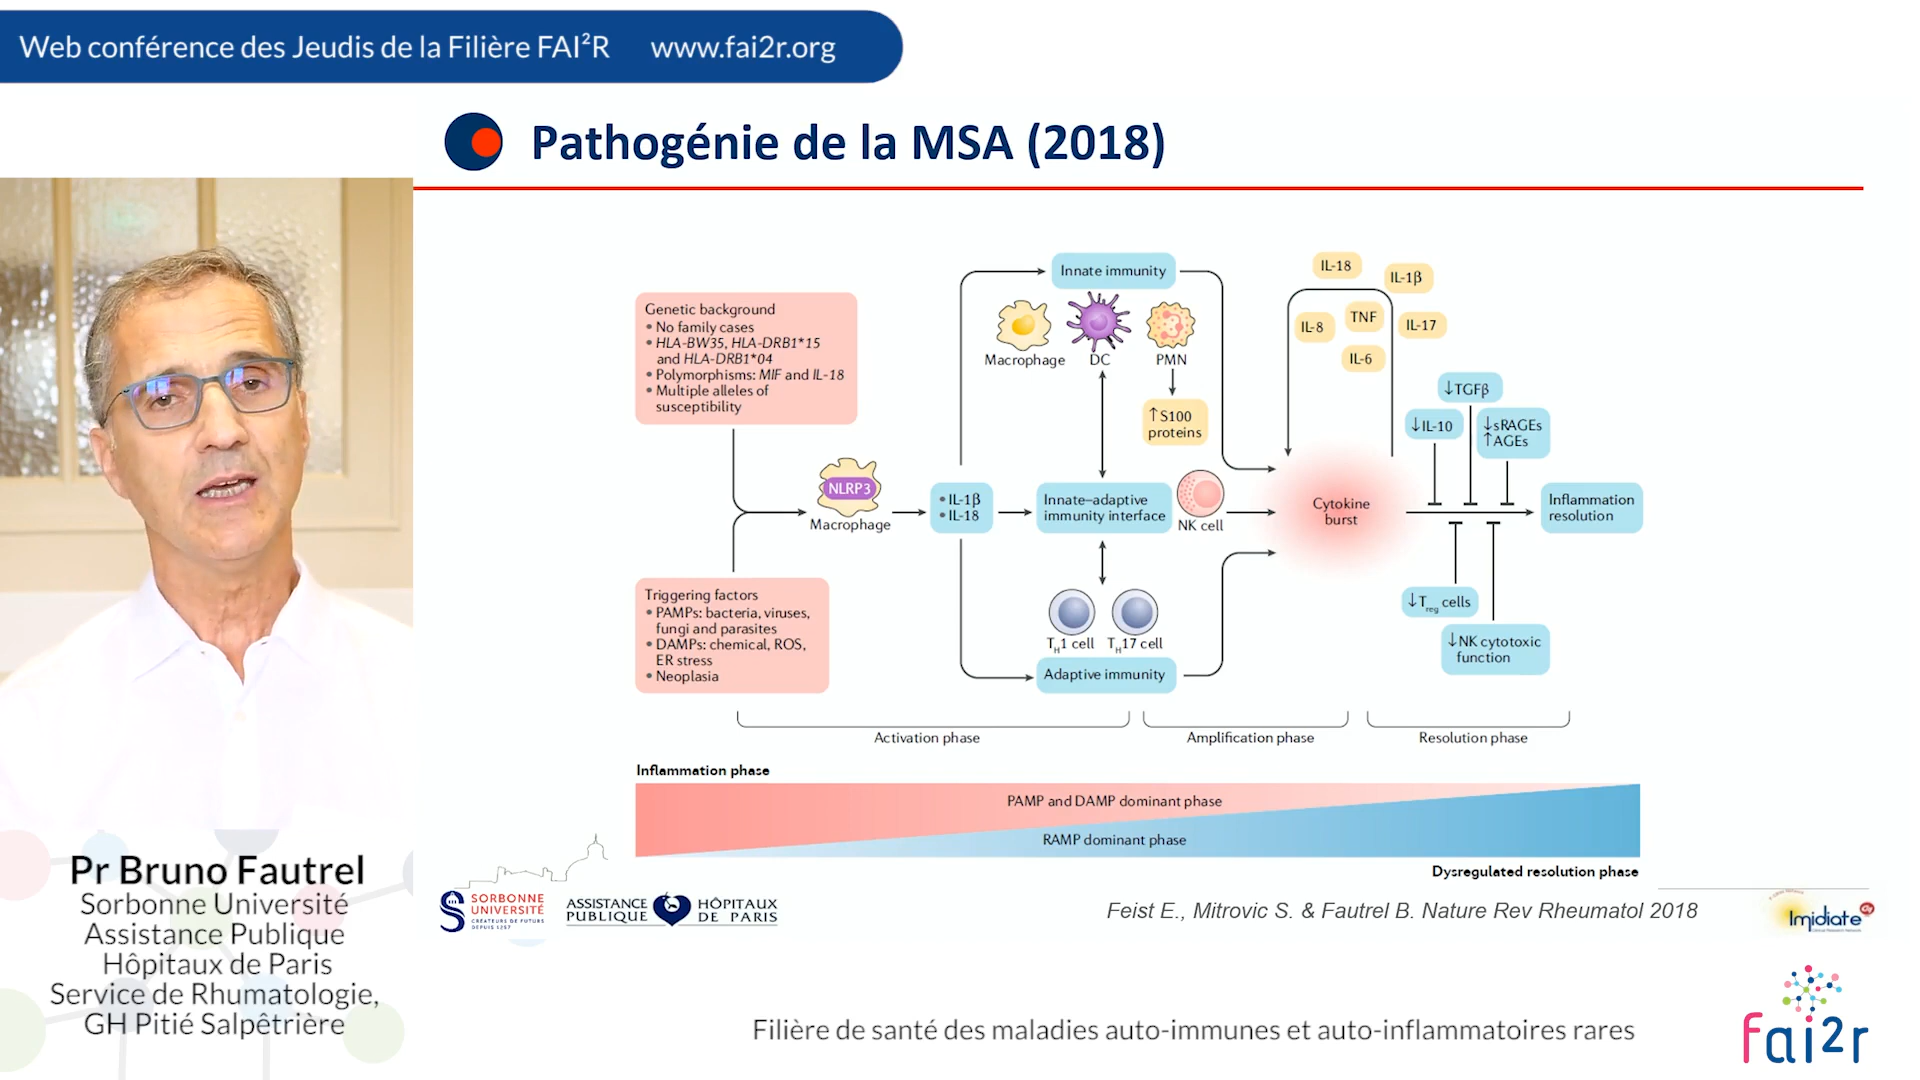 Web conférence des Jeudis de la Filière FAI²R www.fai2r.org
Pathogénie de la MSA (2018)
Genetic background
• No family cases
• HLA-BW35, HLA-DRB1*15
and HLA-DRB1*04
• Polymorphisms: MIF and IL-18
• Multiple alleles of
susceptibility
Triggering factors
• PAMPs: bacteria, viruses,
fungi and parasites
• DAMPs: chemical, ROS,
ER stress
• Neoplasia
NLRP3
Macrophage
• IL-1β
• IL-18
Innate immunity
Macrophage
DC
PMN
↑S100
proteins
Innate–adaptive
immunity interface
NK cell
TH1 cell
TH17 cell
Adaptive immunity
IL-18
IL-1β
IL-8
TNF
IL-17
IL-6
Cytokine
burst
↓TGFβ
↓IL-10
↓sRAGEs
↑AGEs
Inflammation
resolution
↓Treg cells
↓NK cytotoxic
function
Activation phase
Amplification phase
Resolution phase
Inflammation phase
PAMP and DAMP dominant phase
RAMP dominant phase
Dysregulated resolution phase
Pr Bruno Fautrel
Sorbonne Université
Assistance Publique
Hôpitaux de Paris
Service de Rhumatologie,
GH Pitié Salpêtrière
SORBONNE
UNIVERSITÉ
CRÉATEURS DE FUTURS
DEPUIS 1257
ASSISTANCE
PUBLIQUE
HÔPITAUX
DE PARIS
Feist E., Mitrovic S. & Fautrel B. Nature Rev Rheumatol 2018
Imidiate
Filière de santé des maladies auto-immunes et auto-inflammatoires rares
fai2r